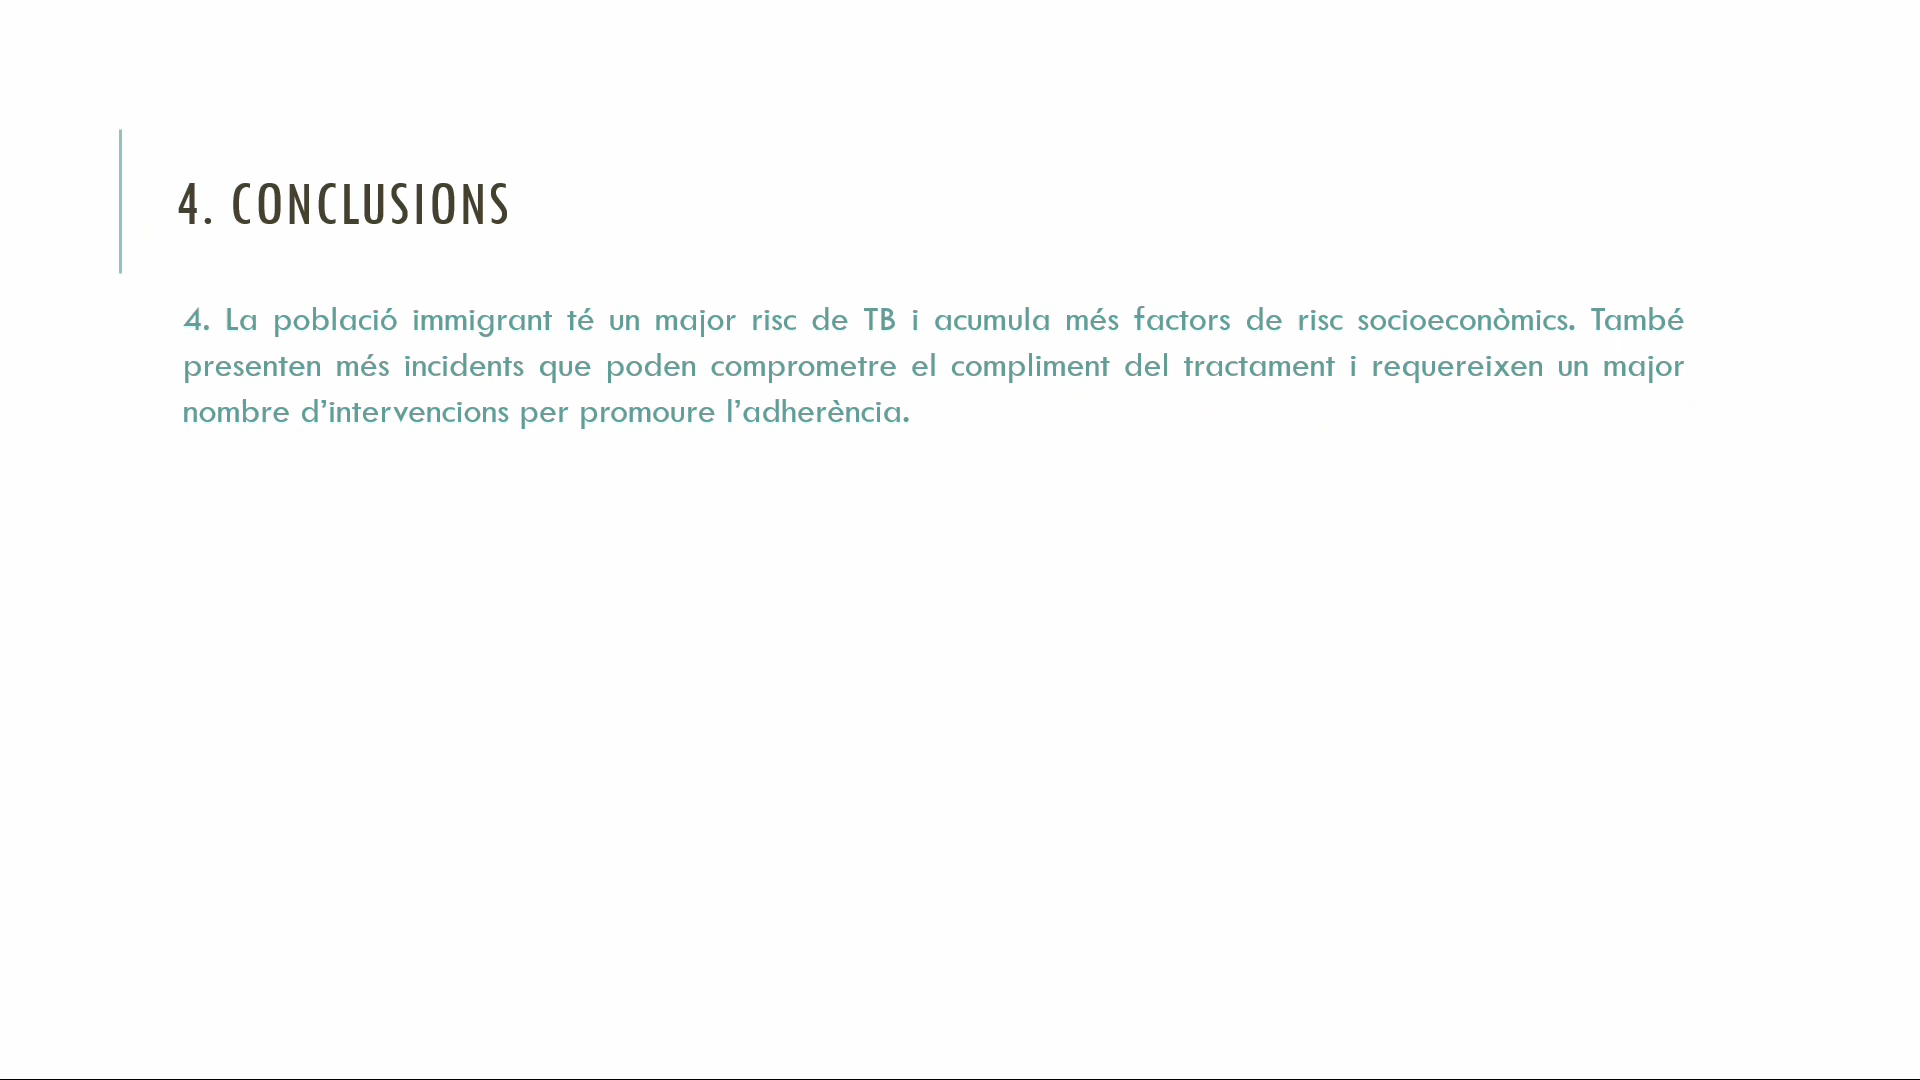 4. CONCLUSIONS
4. La població immigrant té un major risc de TB i acumula més factors de risc socioeconòmics. També
presenten més incidents que poden comprometre el compliment del tractament i requereixen un major
nombre d’intervencions per promoure l’adherència.